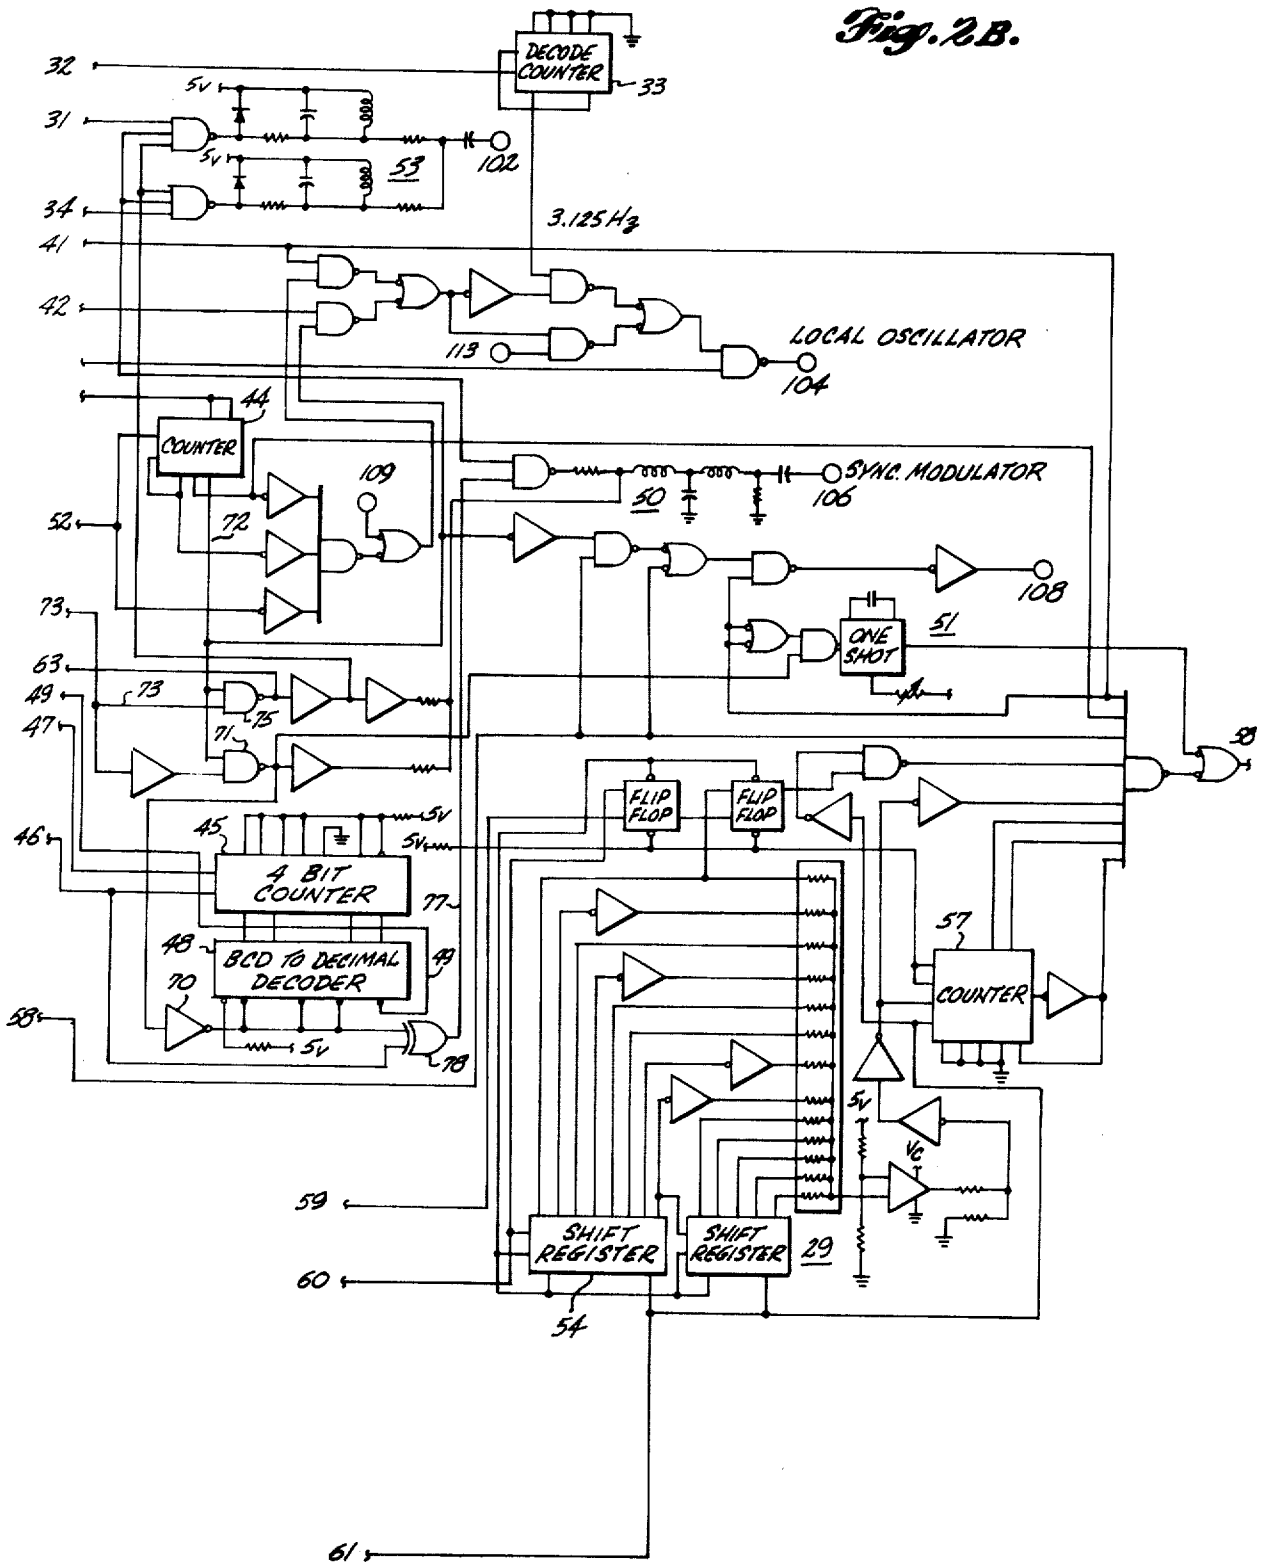 Fig. 2B.
32
DECODE
COUNTER
33
5V
31
102
5V
53
34
3.125Hz
41
42
113
LOCAL OSCILLATOR
104
44
COUNTER
109
SYNC. MODULATOR
106
50
52
72
108
73
51
ONE
SHOT
63
73
49
75
47
71
58
FLIP
FLOP
FLIP
FLOP
5V
45
46
5V
4 BIT
COUNTER
77
57
48
BCD TO DECIMAL
DECODER
49
COUNTER
70
58
5V
78
5V
VC
59
SHIFT
REGISTER
SHIFT
REGISTER
29
60
54
61